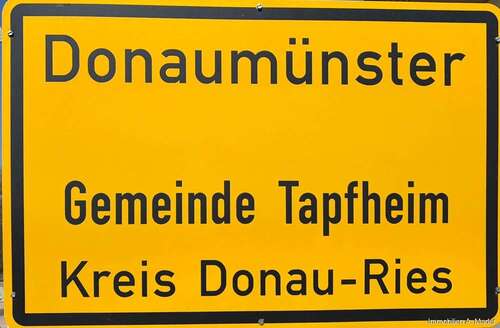 Donaumünster
Gemeinde Tapfheim
Kreis Donau-Ries